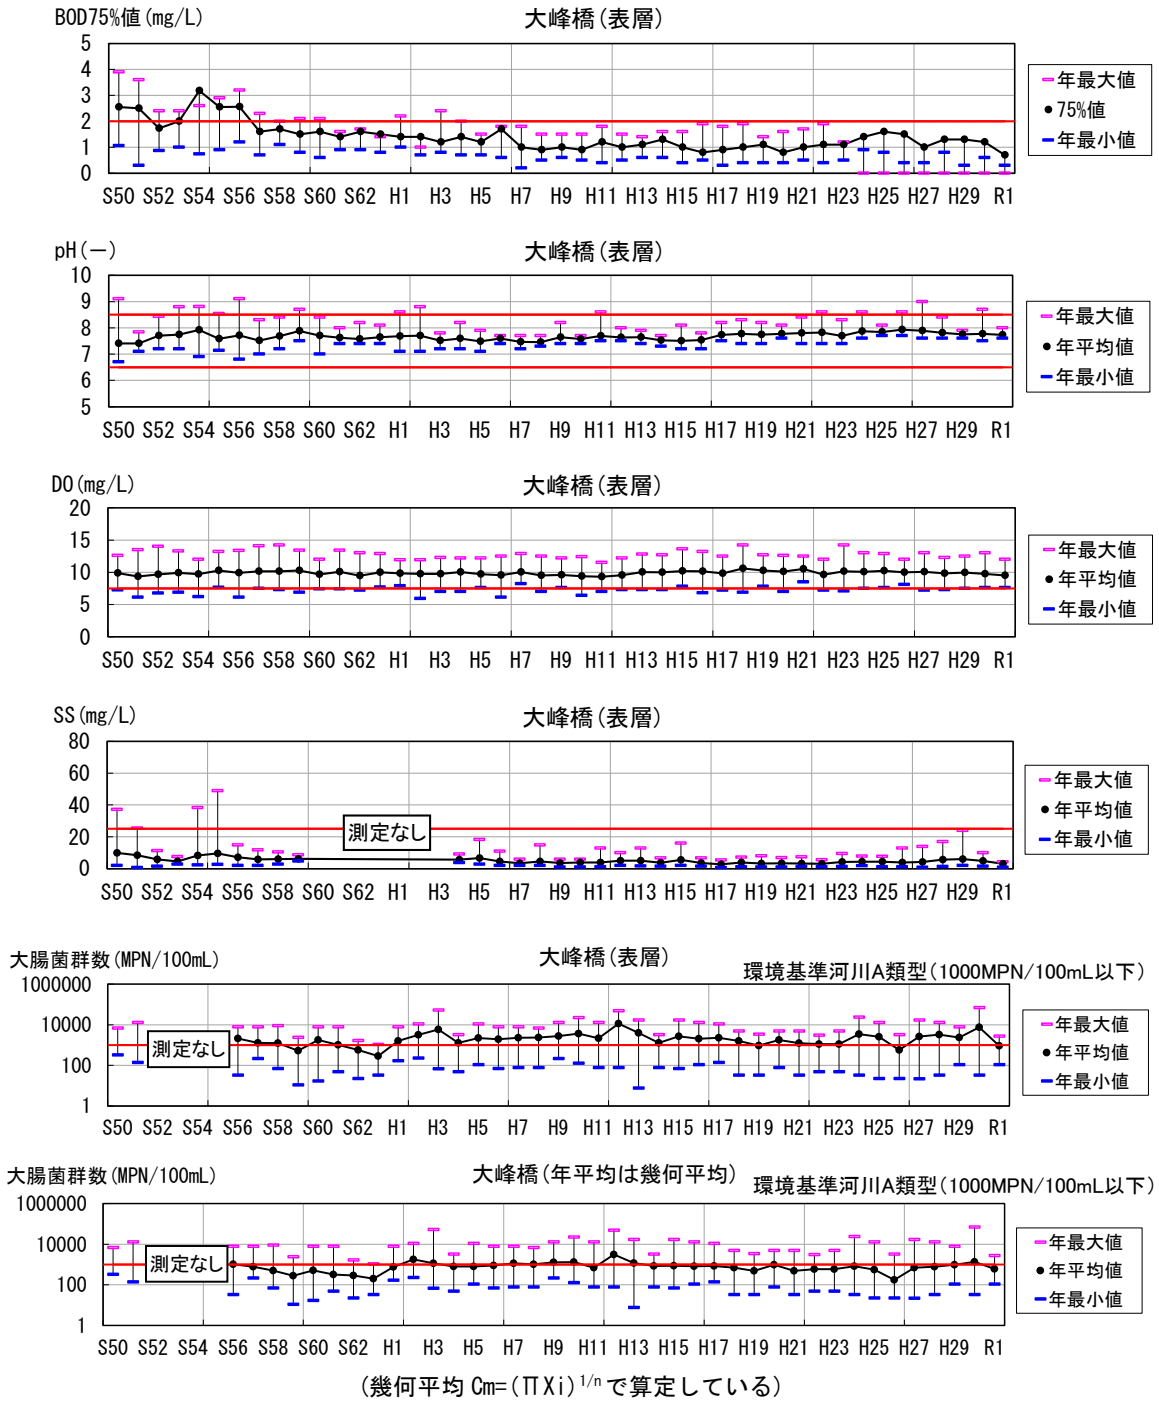 BOD75%値(mg/L)
大峰橋(表層)
5
4
3
2
1
0
S50 S52 S54 S56 S58 S60 S62 H1 H3 H5 H7 H9 H11 H13 H15 H17 H19 H21 H23 H25 H27 H29 R1
年最大値
75%値
年最小値
pH(－)
大峰橋(表層)
10
9
8
7
6
5
S50 S52 S54 S56 S58 S60 S62 H1 H3 H5 H7 H9 H11 H13 H15 H17 H19 H21 H23 H25 H27 H29 R1
年最大値
年平均値
年最小値
DO(mg/L)
大峰橋(表層)
20
15
10
5
0
S50 S52 S54 S56 S58 S60 S62 H1 H3 H5 H7 H9 H11 H13 H15 H17 H19 H21 H23 H25 H27 H29 R1
年最大値
年平均値
年最小値
SS(mg/L)
大峰橋(表層)
80
60
40
20
0
測定なし
S50 S52 S54 S56 S58 S60 S62 H1 H3 H5 H7 H9 H11 H13 H15 H17 H19 H21 H23 H25 H27 H29 R1
年最大値
年平均値
年最小値
大腸菌群数(MPN/100mL)
大峰橋(表層)
環境基準河川A類型(1000MPN/100mL以下)
1000000
10000
100
1
測定なし
S50 S52 S54 S56 S58 S60 S62 H1 H3 H5 H7 H9 H11 H13 H15 H17 H19 H21 H23 H25 H27 H29 R1
年最大値
年平均値
年最小値
大腸菌群数(MPN/100mL)
大峰橋(年平均は幾何平均)
環境基準河川A類型(1000MPN/100mL以下)
1000000
10000
100
1
測定なし
S50 S52 S54 S56 S58 S60 S62 H1 H3 H5 H7 H9 H11 H13 H15 H17 H19 H21 H23 H25 H27 H29 R1
年最大値
年平均値
年最小値
(幾何平均 Cm=(ΠXi)1/nで算定している)